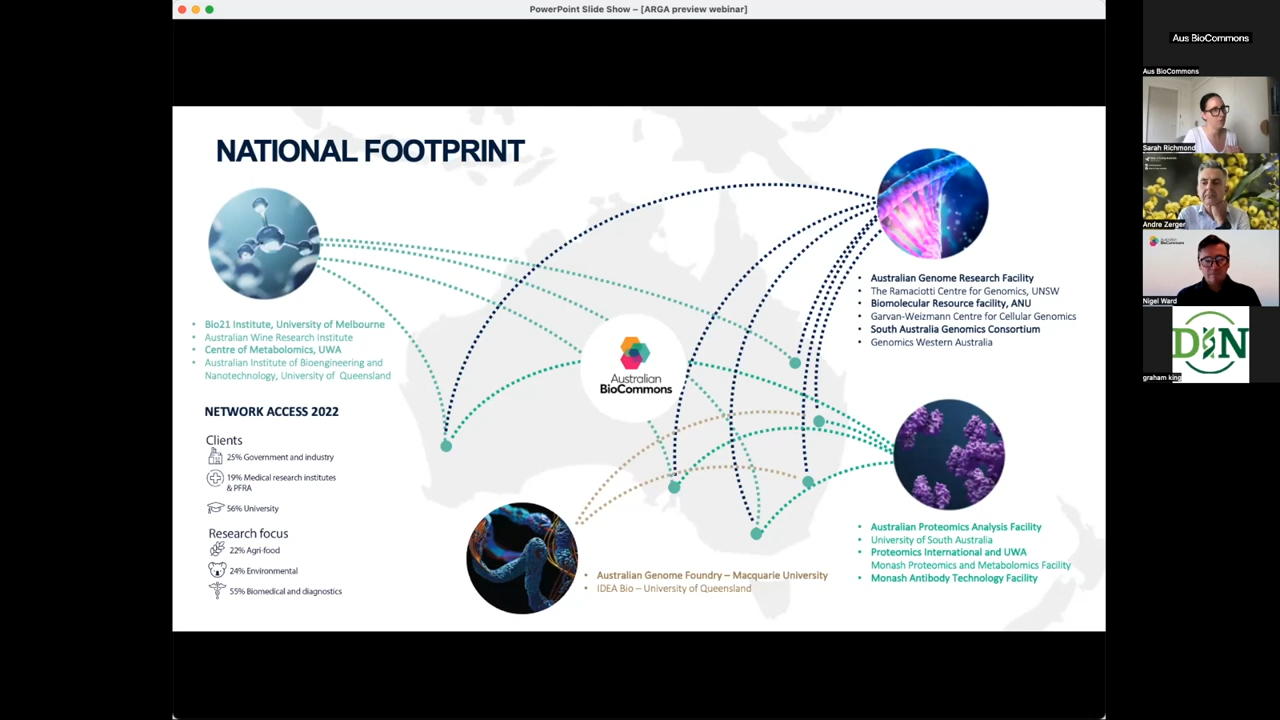 PowerPoint Slide Show – [ARGA preview webinar]
NATIONAL FOOTPRINT
• Bio21 Institute, University of Melbourne
• Australian Wine Research Institute
• Centre of Metabolomics, UWA
• Australian Institute of Bioengineering and
Nanotechnology, University of Queensland
NETWORK ACCESS 2022
Clients
25% Government and industry
19% Medical research institutes
& PFRA
56% University
Research focus
22% Agri-food
24% Environmental
55% Biomedical and diagnostics
Australian
BioCommons
• Australian Genome Foundry – Macquarie University
• IDEA Bio – University of Queensland
• Australian Genome Research Facility
• The Ramaciotti Centre for Genomics, UNSW
• Biomolecular Resource facility, ANU
• Garvan-Weizmann Centre for Cellular Genomics
• South Australia Genomics Consortium
• Genomics Western Australia
• Australian Proteomics Analysis Facility
• University of South Australia
• Proteomics International and UWA
Monash Proteomics and Metabolomics Facility
• Monash Antibody Technology Facility
Aus BioCommons
Aus BioCommons
Sarah Richmond
Andre Zerger
Australian
BioCommons
Nigel Ward
DIN
graham king